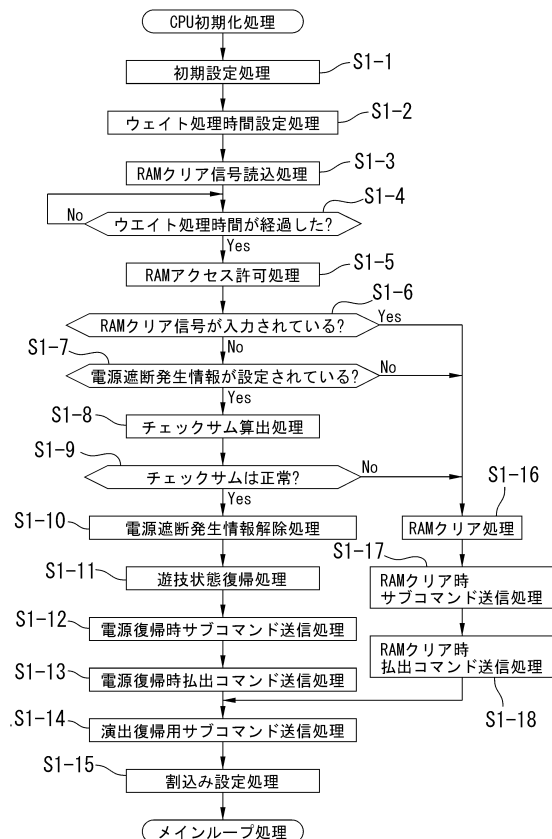 CPU初期化処理
初期設定処理
S1-1
ウェイト処理時間設定処理
S1-2
RAMクリア信号読込処理
S1-3
ウエイト処理時間が経過した?
S1-4
No
Yes
RAMアクセス許可処理
S1-5
RAMクリア信号が入力されている?
S1-6
Yes
No
S1-7
電源遮断発生情報が設定されている?
No
Yes
S1-8
チェックサム算出処理
S1-9
チェックサムは正常?
No
Yes
S1-10
電源遮断発生情報解除処理
S1-11
遊技状態復帰処理
S1-12
電源復帰時サブコマンド送信処理
S1-13
電源復帰時払出コマンド送信処理
S1-16
RAMクリア処理
S1-17
RAMクリア時
サブコマンド送信処理
RAMクリア時
払出コマンド送信処理
S1-18
S1-14
演出復帰用サブコマンド送信処理
S1-15
割込み設定処理
メインループ処理